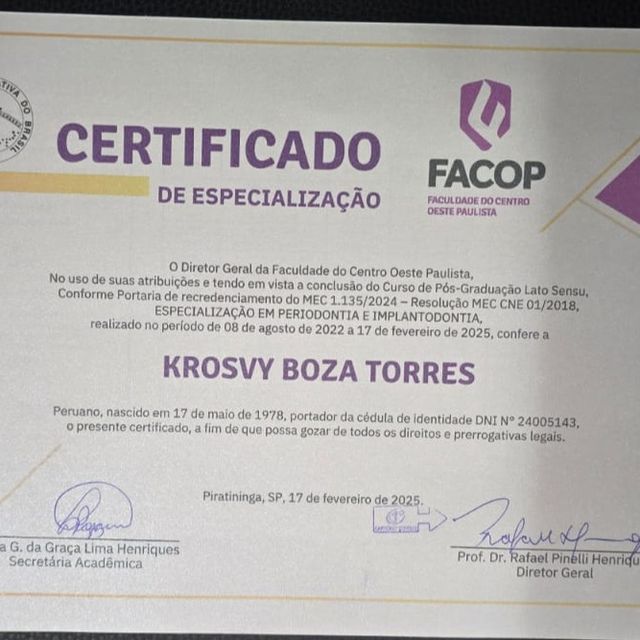 CERTIFICADO
DE ESPECIALIZAÇÃO
FACOP
FACULDADE DO CENTRO
OESTE PAULISTA
O Diretor Geral da Faculdade do Centro Oeste Paulista,
No uso de suas atribuições e tendo em vista a conclusão do Curso de Pós-Graduação Lato Sensu,
Conforme Portaria de recredenciamento do MEC 1.135/2024 – Resolução MEC CNE 01/2018,
ESPECIALIZAÇÃO EM PERIODONTIA E IMPLANTODONTIA,
realizado no período de 08 de agosto de 2022 a 17 de fevereiro de 2025, confere a
KROSVY BOZA TORRES
Peruano, nascido em 17 de maio de 1978, portador da cédula de identidade DNI N° 24005143,
o presente certificado, a fim de que possa gozar de todos os direitos e prerrogativas legais.
Piratininga, SP, 17 de fevereiro de 2025.
a G. da Graça Lima Henriques
Secretária Acadêmica
Prof. Dr. Rafael Pinelli Henriqu
Diretor Geral